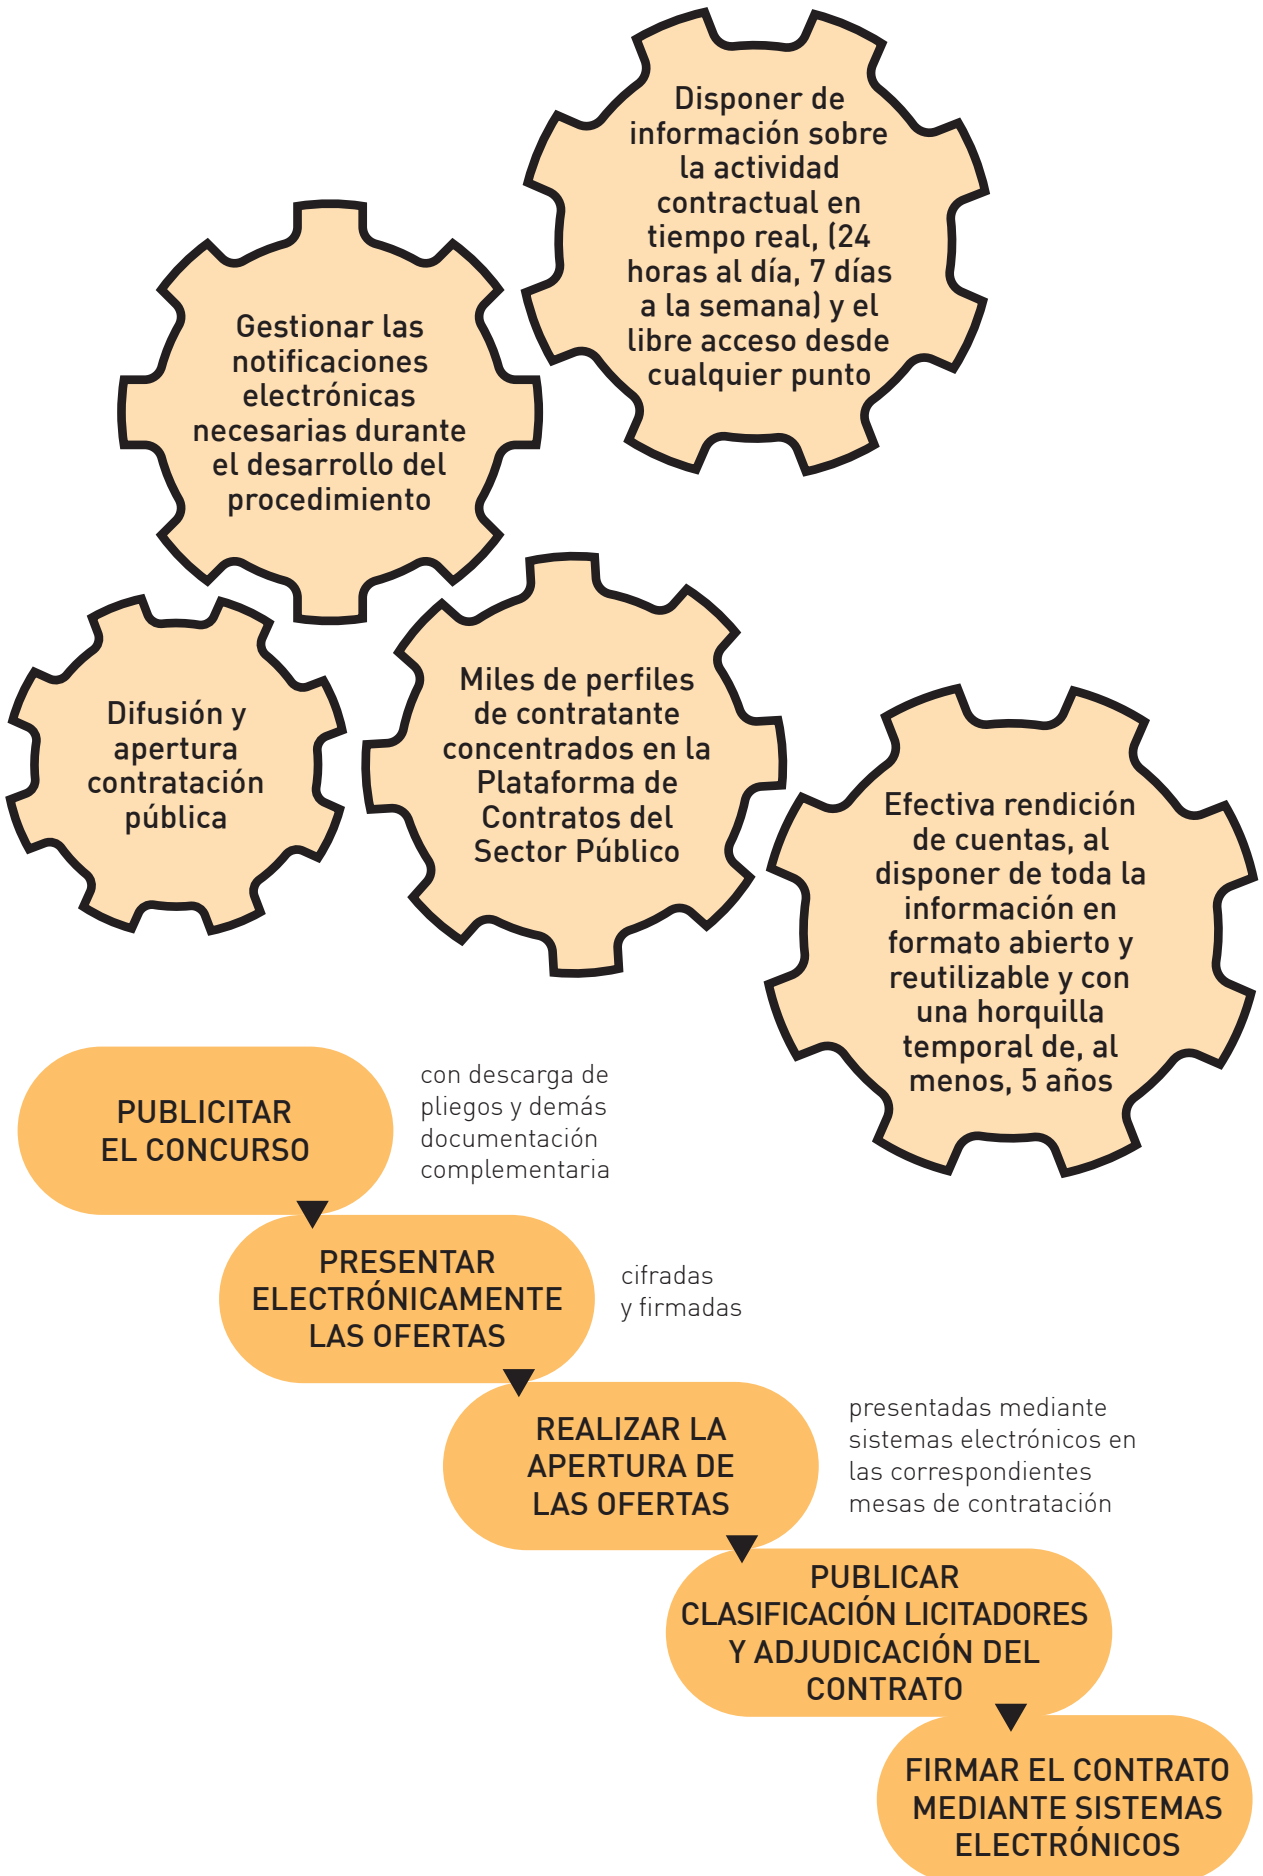 Disponer de
información sobre
la actividad
contractual en
tiempo real, (24
horas al día, 7 días
a la semana) y el
libre acceso desde
cualquier punto
Gestionar las
notificaciones
electrónicas
necesarias durante
el desarrollo del
procedimiento
Difusión y
apertura
contratación
pública
Miles de perfiles
de contratante
concentrados en la
Plataforma de
Contratos del
Sector Público
Efectiva rendición
de cuentas, al
disponer de toda la
información en
formato abierto y
reutilizable y con
una horquilla
temporal de, al
menos, 5 años
PUBLICITAR
EL CONCURSO
con descarga de
pliegos y demás
documentación
complementaria
PRESENTAR
ELECTRÓNICAMENTE
LAS OFERTAS
cifradas
y firmadas
REALIZAR LA
APERTURA DE
LAS OFERTAS
presentadas mediante
sistemas electrónicos en
las correspondientes
mesas de contratación
PUBLICAR
CLASIFICACIÓN LICITADORES
Y ADJUDICACIÓN DEL
CONTRATO
FIRMAR EL CONTRATO
MEDIANTE SISTEMAS
ELECTRÓNICOS